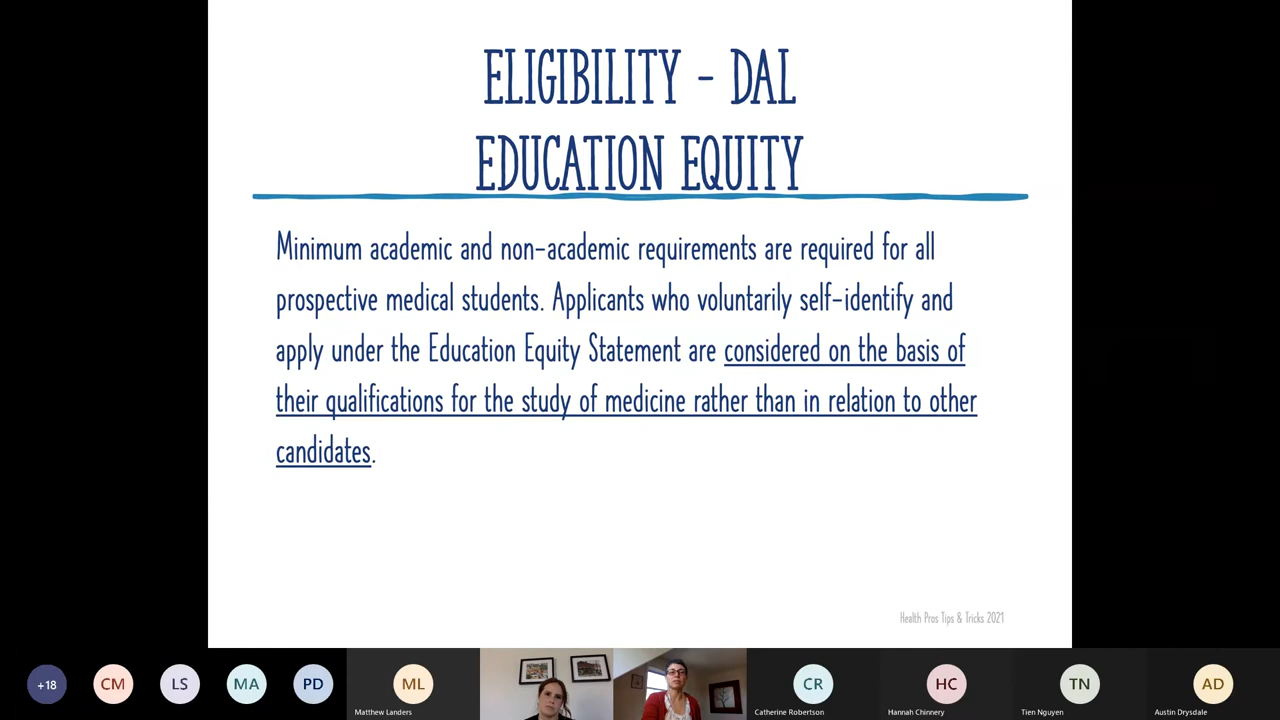 ELIGIBILITY - DAL
EDUCATION EQUITY
Minimum academic and non-academic requirements are required for all
prospective medical students. Applicants who voluntarily self-identify and
apply under the Education Equity Statement are considered on the basis of
their qualifications for the study of medicine rather than in relation to other
candidates.
Health Pros Tips & Tricks 2021
+18
CM
LS
MA
PD
ML
CR
HC
TN
AD
Matthew Landers
Catherine Robertson
Hannah Chinnery
Tien Nguyen
Austin Drysdale